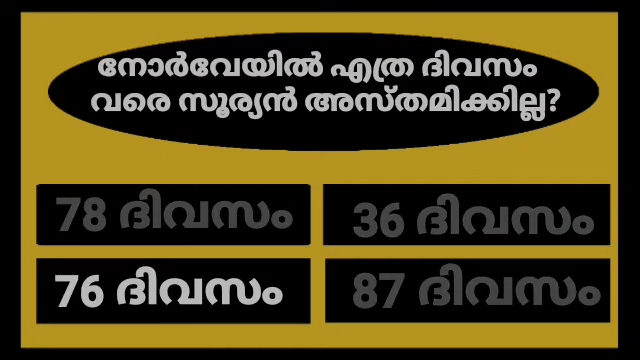 നോർവേയിൽ എത്ര ദിവസം
വരെ സൂര്യൻ അസ്തമിക്കില്ല?
78 ദിവസം
36 ദിവസം
76 ദിവസം
87 ദിവസം